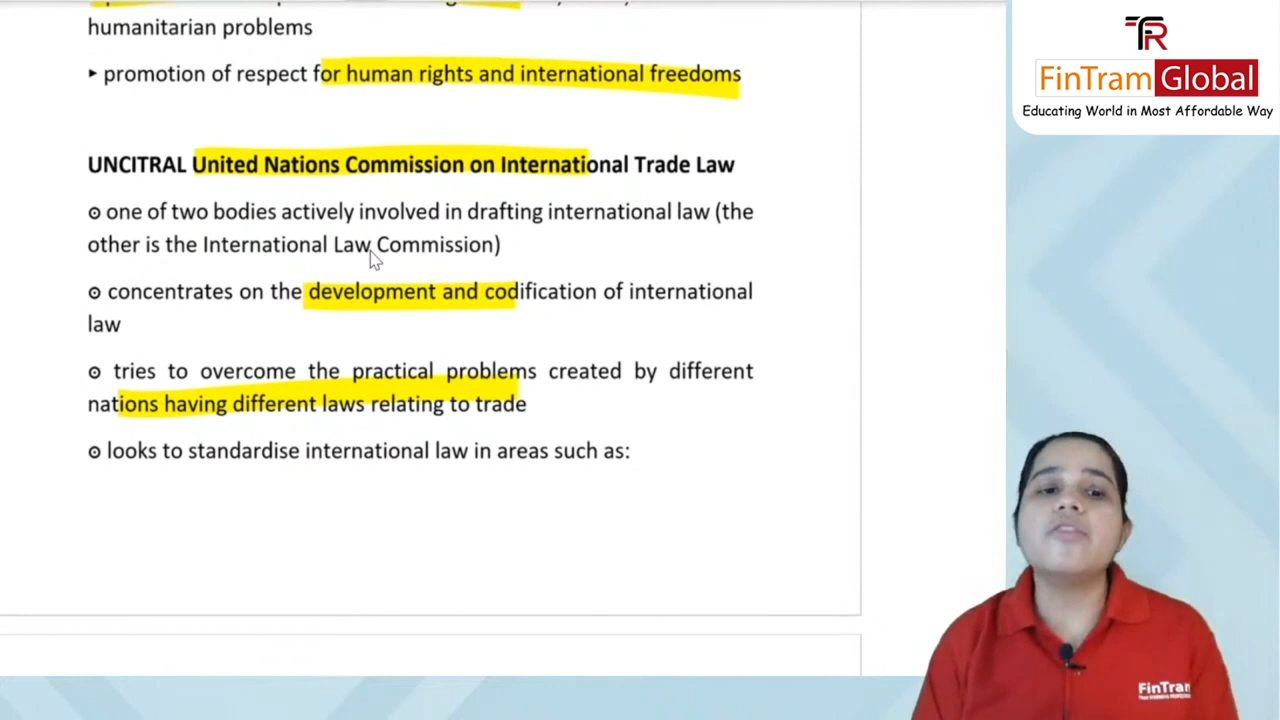 humanitarian problems
‣ promotion of respect for human rights and international freedoms
UNCITRAL United Nations Commission on International Trade Law
⊙ one of two bodies actively involved in drafting international law (the
other is the International Law Commission)
⊙ concentrates on the development and codification of international
law
⊙ tries to overcome the practical problems created by different
nations having different laws relating to trade
⊙ looks to standardise international law in areas such as:
TR
FinTram Global
Educating World in Most Affordable Way
FinTram